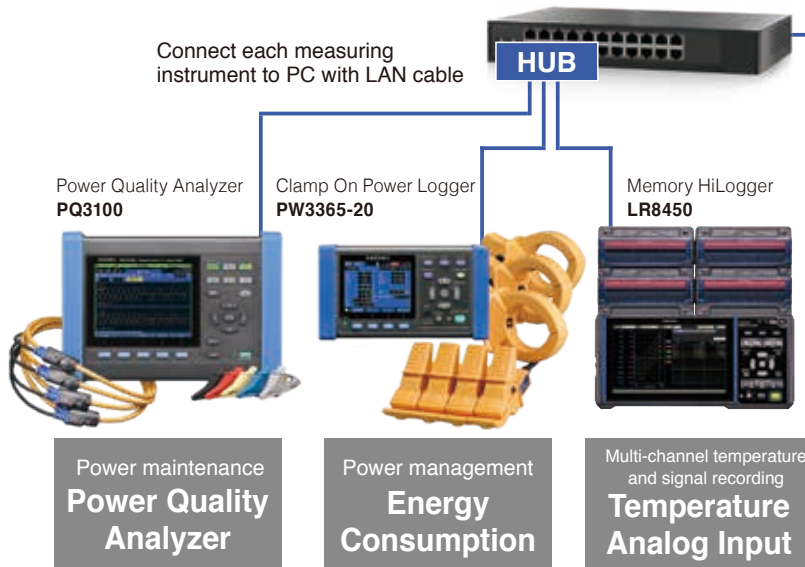 Connect each measuring
instrument to PC with LAN cable
HUB
Power Quality Analyzer
PQ3100
Clamp On Power Logger
PW3365-20
Memory HiLogger
LR8450
Power maintenance
Power Quality
Analyzer
Power management
Energy
Consumption
Multi-channel temperature
and signal recording
Temperature
Analog Input